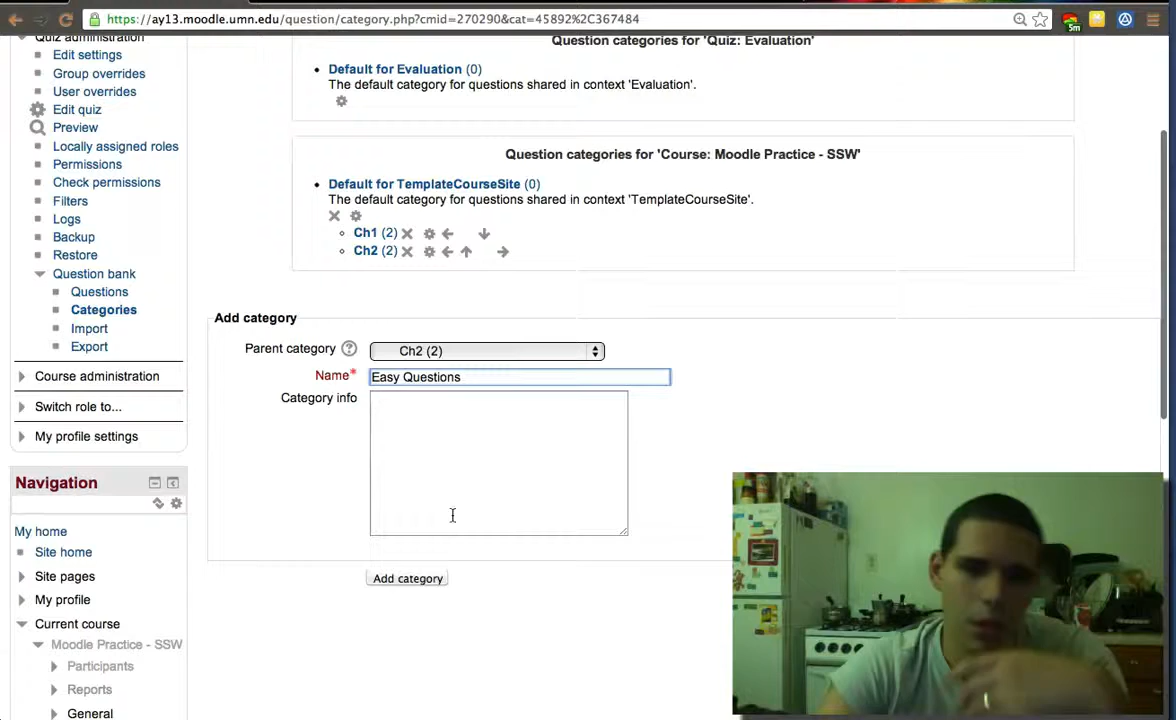 https://ay13.moodle.umn.edu/question/category.php?cmid=270290&cat=45892%2C367484
5m
Quiz administration
Edit settings
Group overrides
User overrides
Edit quiz
Preview
Locally assigned roles
Permissions
Check permissions
Filters
Logs
Backup
Restore
Question bank
Questions
Categories
Import
Export
Course administration
Switch role to...
My profile settings
Navigation
My home
Site home
Site pages
My profile
Current course
Moodle Practice - SSW
Participants
Reports
General
Question categories for 'Quiz: Evaluation'
Default for Evaluation (0)
The default category for questions shared in context 'Evaluation'.
Question categories for 'Course: Moodle Practice - SSW'
Default for TemplateCourseSite (0)
The default category for questions shared in context 'TemplateCourseSite'.
Ch1 (2)
Ch2 (2)
Add category
Parent category
Ch2 (2)
Name*
Easy Questions
Category info
Add category